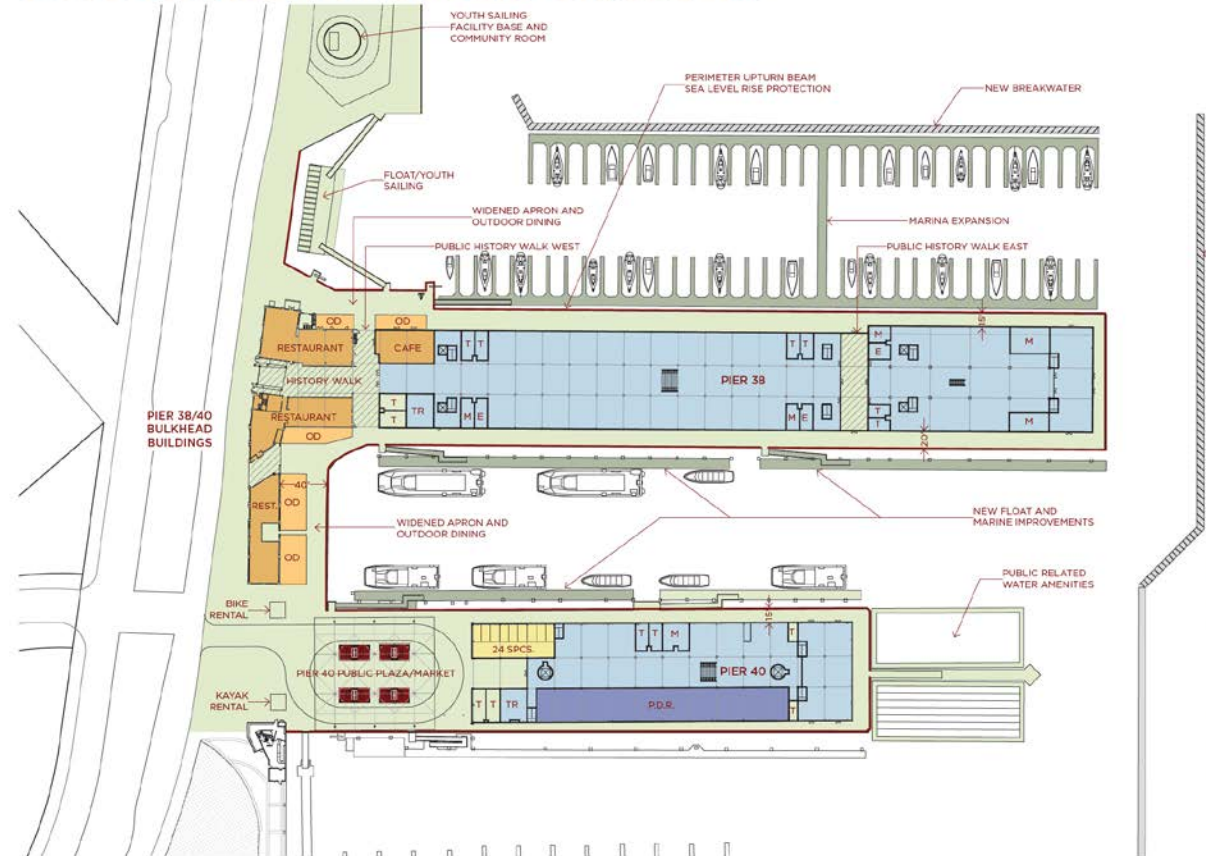 YOUTH SAILING
FACILITY BASE AND
COMMUNITY ROOM
PERIMETER UPTURN BEAM
SEA LEVEL RISE PROTECTION
NEW BREAKWATER
FLOAT/YOUTH
SAILING
WIDENED APRON AND
OUTDOOR DINING
MARINA EXPANSION
PUBLIC HISTORY WALK WEST
PUBLIC HISTORY WALK EAST
15'
OD
OD
RESTAURANT
CAFE
T
T
T
T
M
E
M
HISTORY WALK
PIER 38
PIER 38/40
BULKHEAD
BUILDINGS
RESTAURANT
T
T
TR
M
E
M
E
T
T
M
OD
20'
40'
REST.
OD
WIDENED APRON AND
OUTDOOR DINING
NEW FLOAT AND
MARINE IMPROVEMENTS
OD
PUBLIC RELATED
WATER AMENITIES
BIKE
RENTAL
15'
24 SPCS.
T
T
M
T
PIER 40 PUBLIC PLAZA/MARKET
PIER 40
KAYAK
RENTAL
T
T
TR
P.D.R.
T